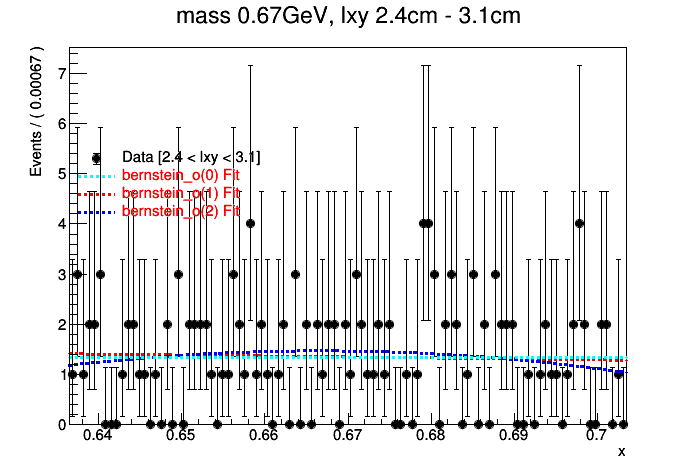 mass 0.67GeV, lxy 2.4cm - 3.1cm
Events / ( 0.00067 )
7
6
5
4
3
2
1
0
Data [2.4 < lxy < 3.1]
bernstein_o(0) Fit
bernstein_o(1) Fit
bernstein_o(2) Fit
0.64 0.65 0.66 0.67 0.68 0.69 0.7
x